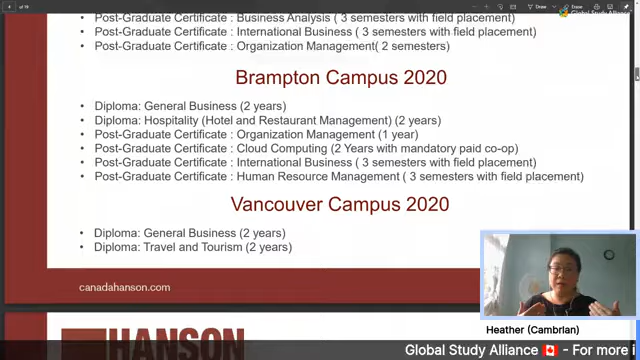 4 of 19
Draw
Erase
Global Study Alliance
• Post-Graduate Certificate : Business Analysis ( 3 semesters with field placement)
• Post-Graduate Certificate : International Business ( 3 semesters with field placement)
• Post-Graduate Certificate : Organization Management( 2 semesters)
Brampton Campus 2020
• Diploma: General Business (2 years)
• Diploma: Hospitality (Hotel and Restaurant Management) (2 years)
• Post-Graduate Certificate : Organization Management (1 year)
• Post-Graduate Certificate : Cloud Computing (2 Years with mandatory paid co-op)
• Post-Graduate Certificate : International Business ( 3 semesters with field placement)
• Post-Graduate Certificate : Human Resource Management ( 3 semesters with field placement)
Vancouver Campus 2020
• Diploma: General Business (2 years)
• Diploma: Travel and Tourism (2 years)
canadahanson.com
Heather (Cambrian)
HANSON
Global Study Alliance 🇨🇦 - For more i